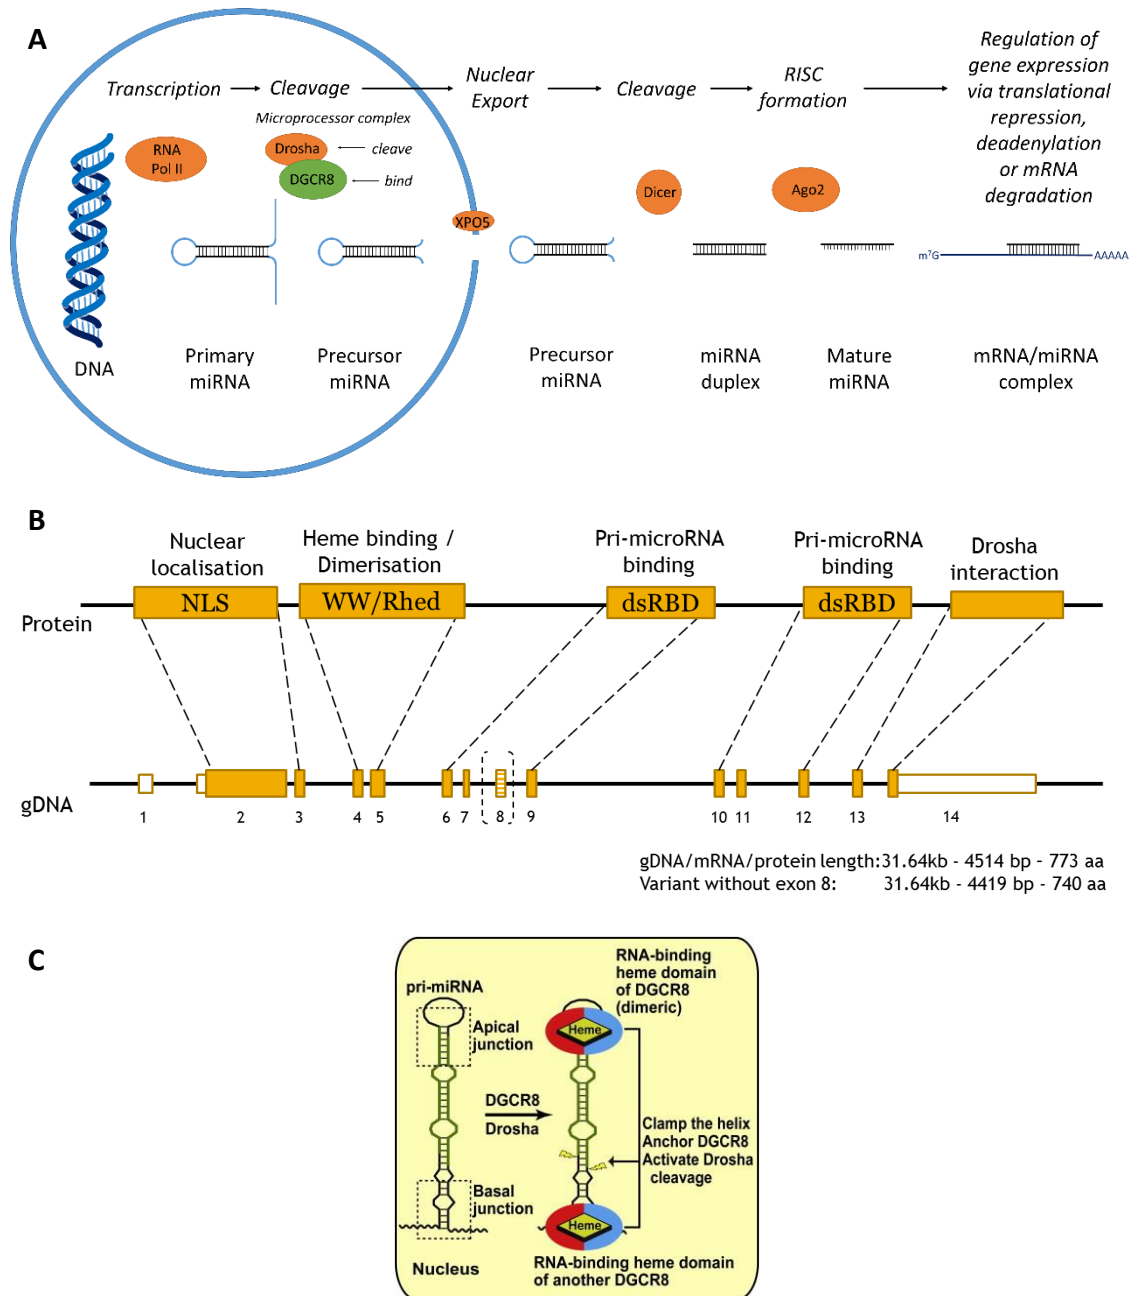 A
Transcription
Cleavage
Nuclear
Export
Cleavage
RISC
formation
Regulation of
gene expression
via translational
repression,
deadenylation
or mRNA
degradation
Microprocessor complex
RNA
Pol II
Drosha
cleave
DGCR8
bind
XPO5
Dicer
Ago2
m⁷G
AAAAA
DNA
Primary
miRNA
Precursor
miRNA
Precursor
miRNA
miRNA
duplex
Mature
miRNA
mRNA/miRNA
complex
B
Nuclear
localisation
Heme binding /
Dimerisation
Pri-microRNA
binding
Pri-microRNA
binding
Drosha
interaction
NLS
WW/Rhed
dsRBD
dsRBD
Protein
gDNA
1
2
3
4
5
6
7
8
9
10
11
12
13
14
gDNA/mRNA/protein length:31.64kb - 4514 bp - 773 aa
Variant without exon 8: 31.64kb - 4419 bp - 740 aa
C
pri-miRNA
Apical
junction
Basal
junction
Nucleus
DGCR8
Drosha
RNA-binding
heme domain
of DGCR8
(dimeric)
Heme
Clamp the helix
Anchor DGCR8
Activate Drosha
cleavage
Heme
RNA-binding heme domain
of another DGCR8